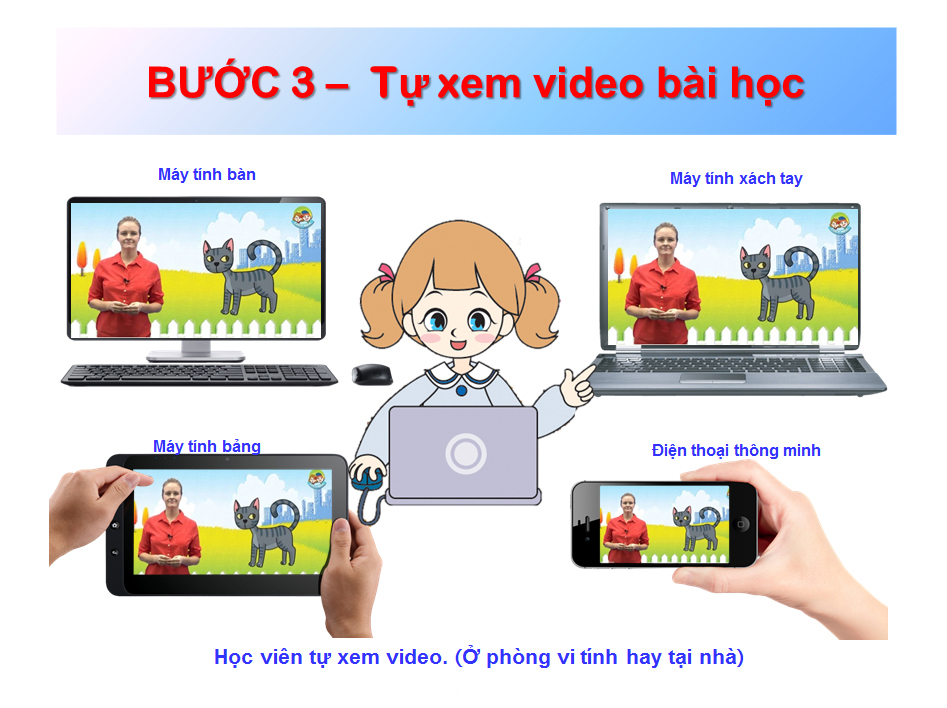 BƯỚC 3 – Tự xem video bài học
Máy tính bàn
Máy tính xách tay
Máy tính bảng
Điện thoại thông minh
Học viên tự xem video. (Ở phòng vi tính hay tại nhà)